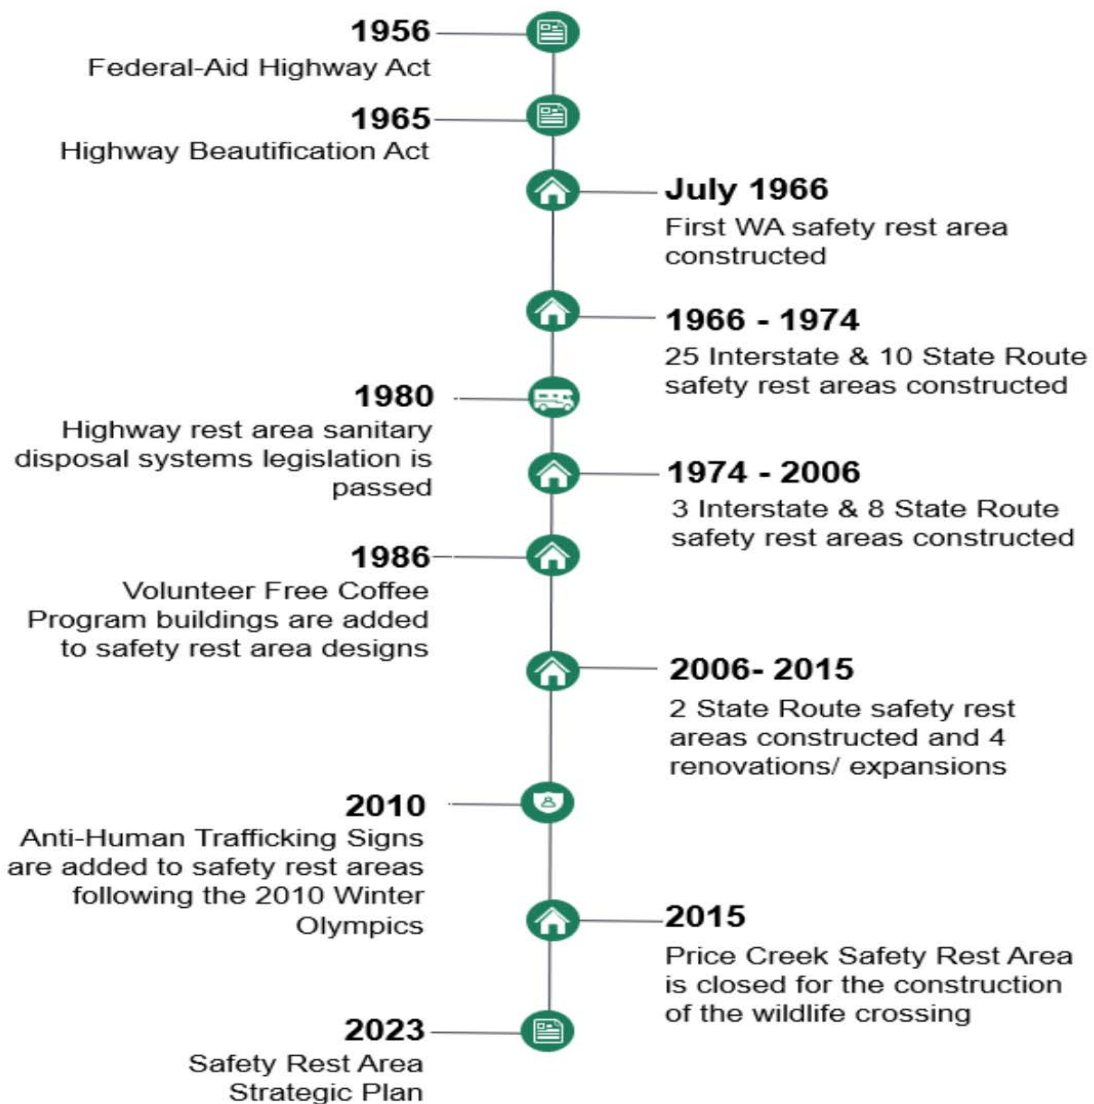 1956
Federal-Aid Highway Act
1965
Highway Beautification Act
July 1966
First WA safety rest area
constructed
1966 - 1974
25 Interstate & 10 State Route
safety rest areas constructed
1980
Highway rest area sanitary
disposal systems legislation is
passed
1974 - 2006
3 Interstate & 8 State Route
safety rest areas constructed
1986
Volunteer Free Coffee
Program buildings are added
to safety rest area designs
2006- 2015
2 State Route safety rest
areas constructed and 4
renovations/ expansions
2010
Anti-Human Trafficking Signs
are added to safety rest areas
following the 2010 Winter
Olympics
2015
Price Creek Safety Rest Area
is closed for the construction
of the wildlife crossing
2023
Safety Rest Area
Strategic Plan